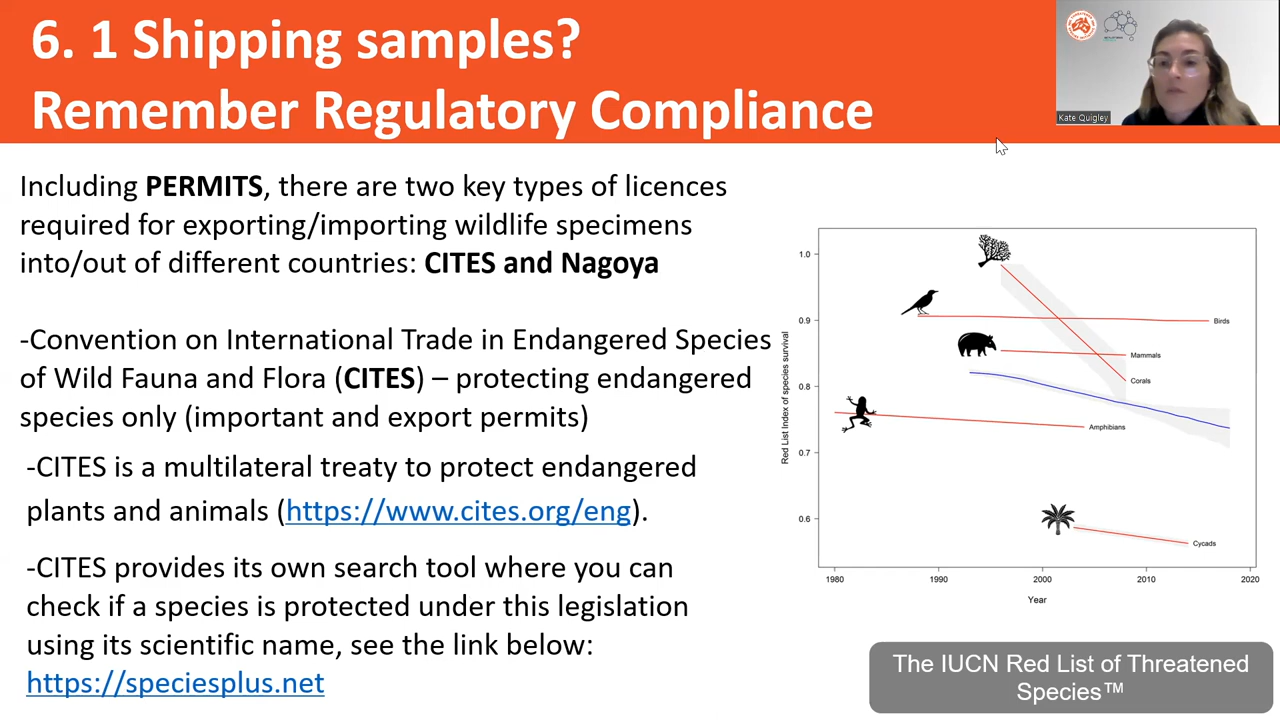 6. 1 Shipping samples?
Remember Regulatory Compliance
Kate Quigley
Including PERMITS, there are two key types of licences
required for exporting/importing wildlife specimens
into/out of different countries: CITES and Nagoya
-Convention on International Trade in Endangered Species
of Wild Fauna and Flora (CITES) – protecting endangered
species only (important and export permits)
-CITES is a multilateral treaty to protect endangered
plants and animals (https://www.cites.org/eng).
-CITES provides its own search tool where you can
check if a species is protected under this legislation
using its scientific name, see the link below:
https://speciesplus.net
Red List Index of species survival
1.0
0.9
0.8
0.7
0.6
Birds
Mammals
Corals
Amphibians
Cycads
1980
1990
2000
2010
2020
Year
The IUCN Red List of Threatened
Species™